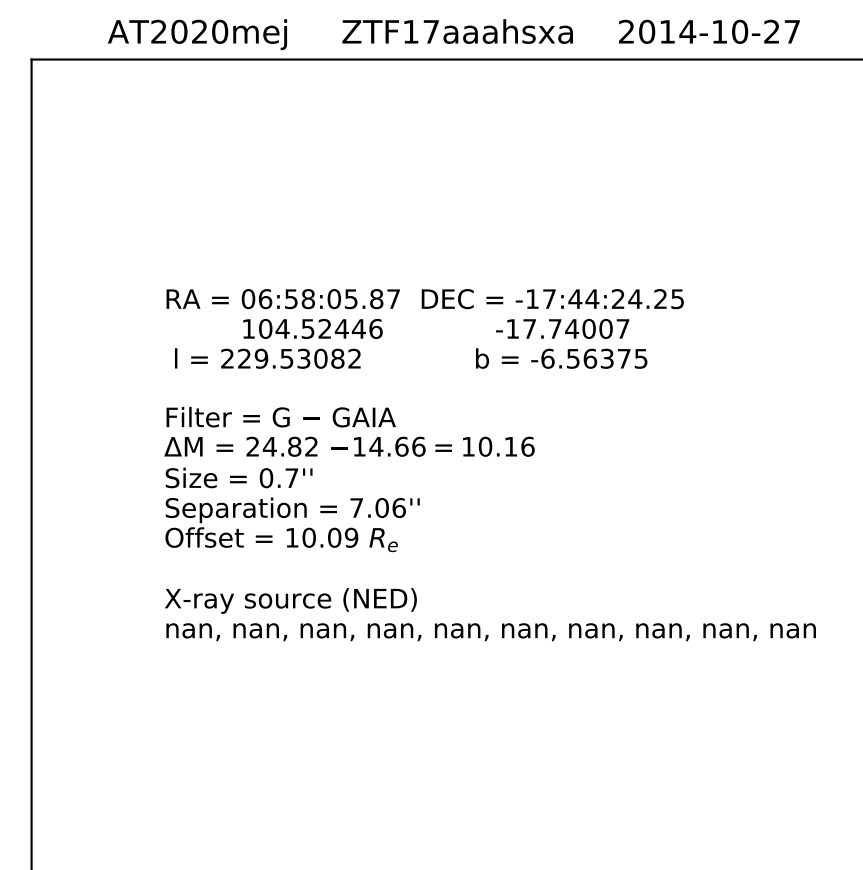 AT2020mej ZTF17aaahsxa 2014-10-27
RA = 06:58:05.87 DEC = -17:44:24.25
104.52446 -17.74007
l = 229.53082 b = -6.56375
Filter = G − GAIA
ΔM = 24.82 −14.66 = 10.16
Size = 0.7''
Separation = 7.06''
Offset = 10.09 Re
X-ray source (NED)
nan, nan, nan, nan, nan, nan, nan, nan, nan, nan